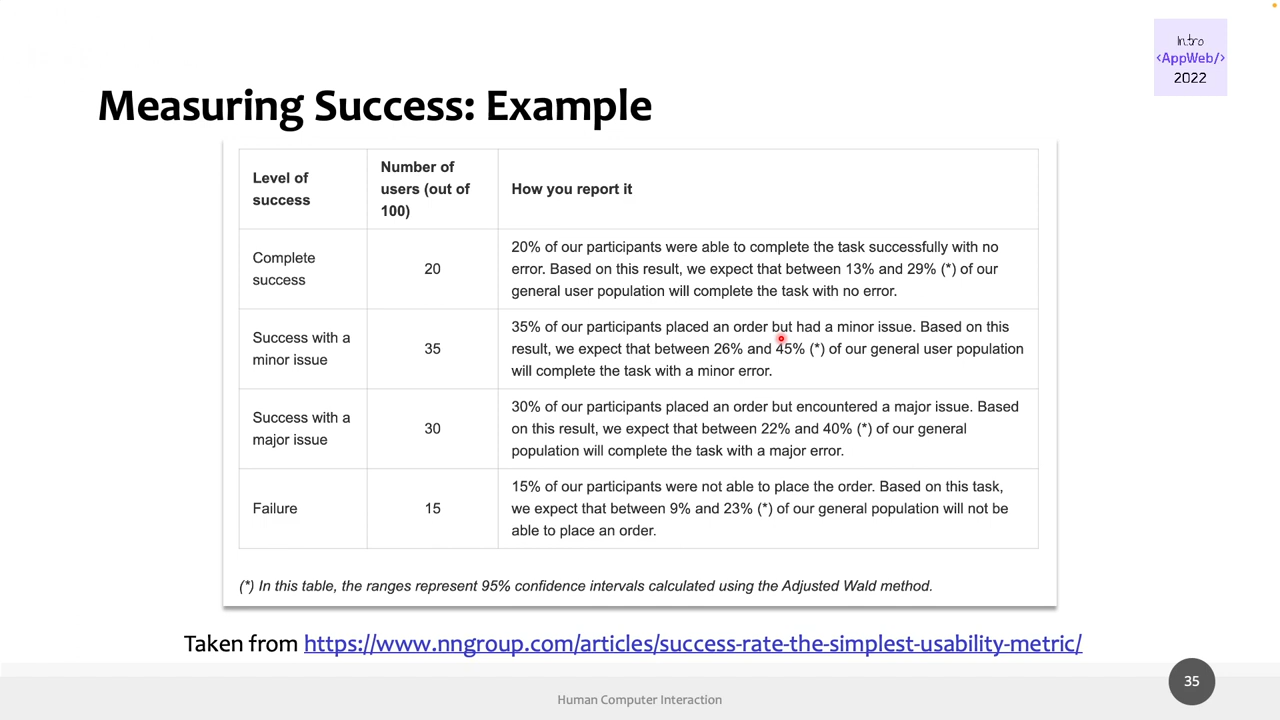 Intro
<AppWeb/>
2022
Measuring Success: Example
Level of
success
Number of
users (out of
100)
How you report it
Complete
success
20
20% of our participants were able to complete the task successfully with no
error. Based on this result, we expect that between 13% and 29% (*) of our
general user population will complete the task with no error.
Success with a
minor issue
35
35% of our participants placed an order but had a minor issue. Based on this
result, we expect that between 26% and 45% (*) of our general user population
will complete the task with a minor error.
Success with a
major issue
30
30% of our participants placed an order but encountered a major issue. Based
on this result, we expect that between 22% and 40% (*) of our general
population will complete the task with a major error.
Failure
15
15% of our participants were not able to place the order. Based on this task,
we expect that between 9% and 23% (*) of our general population will not be
able to place an order.
(*) In this table, the ranges represent 95% confidence intervals calculated using the Adjusted Wald method.
Taken from https://www.nngroup.com/articles/success-rate-the-simplest-usability-metric/
35
Human Computer Interaction